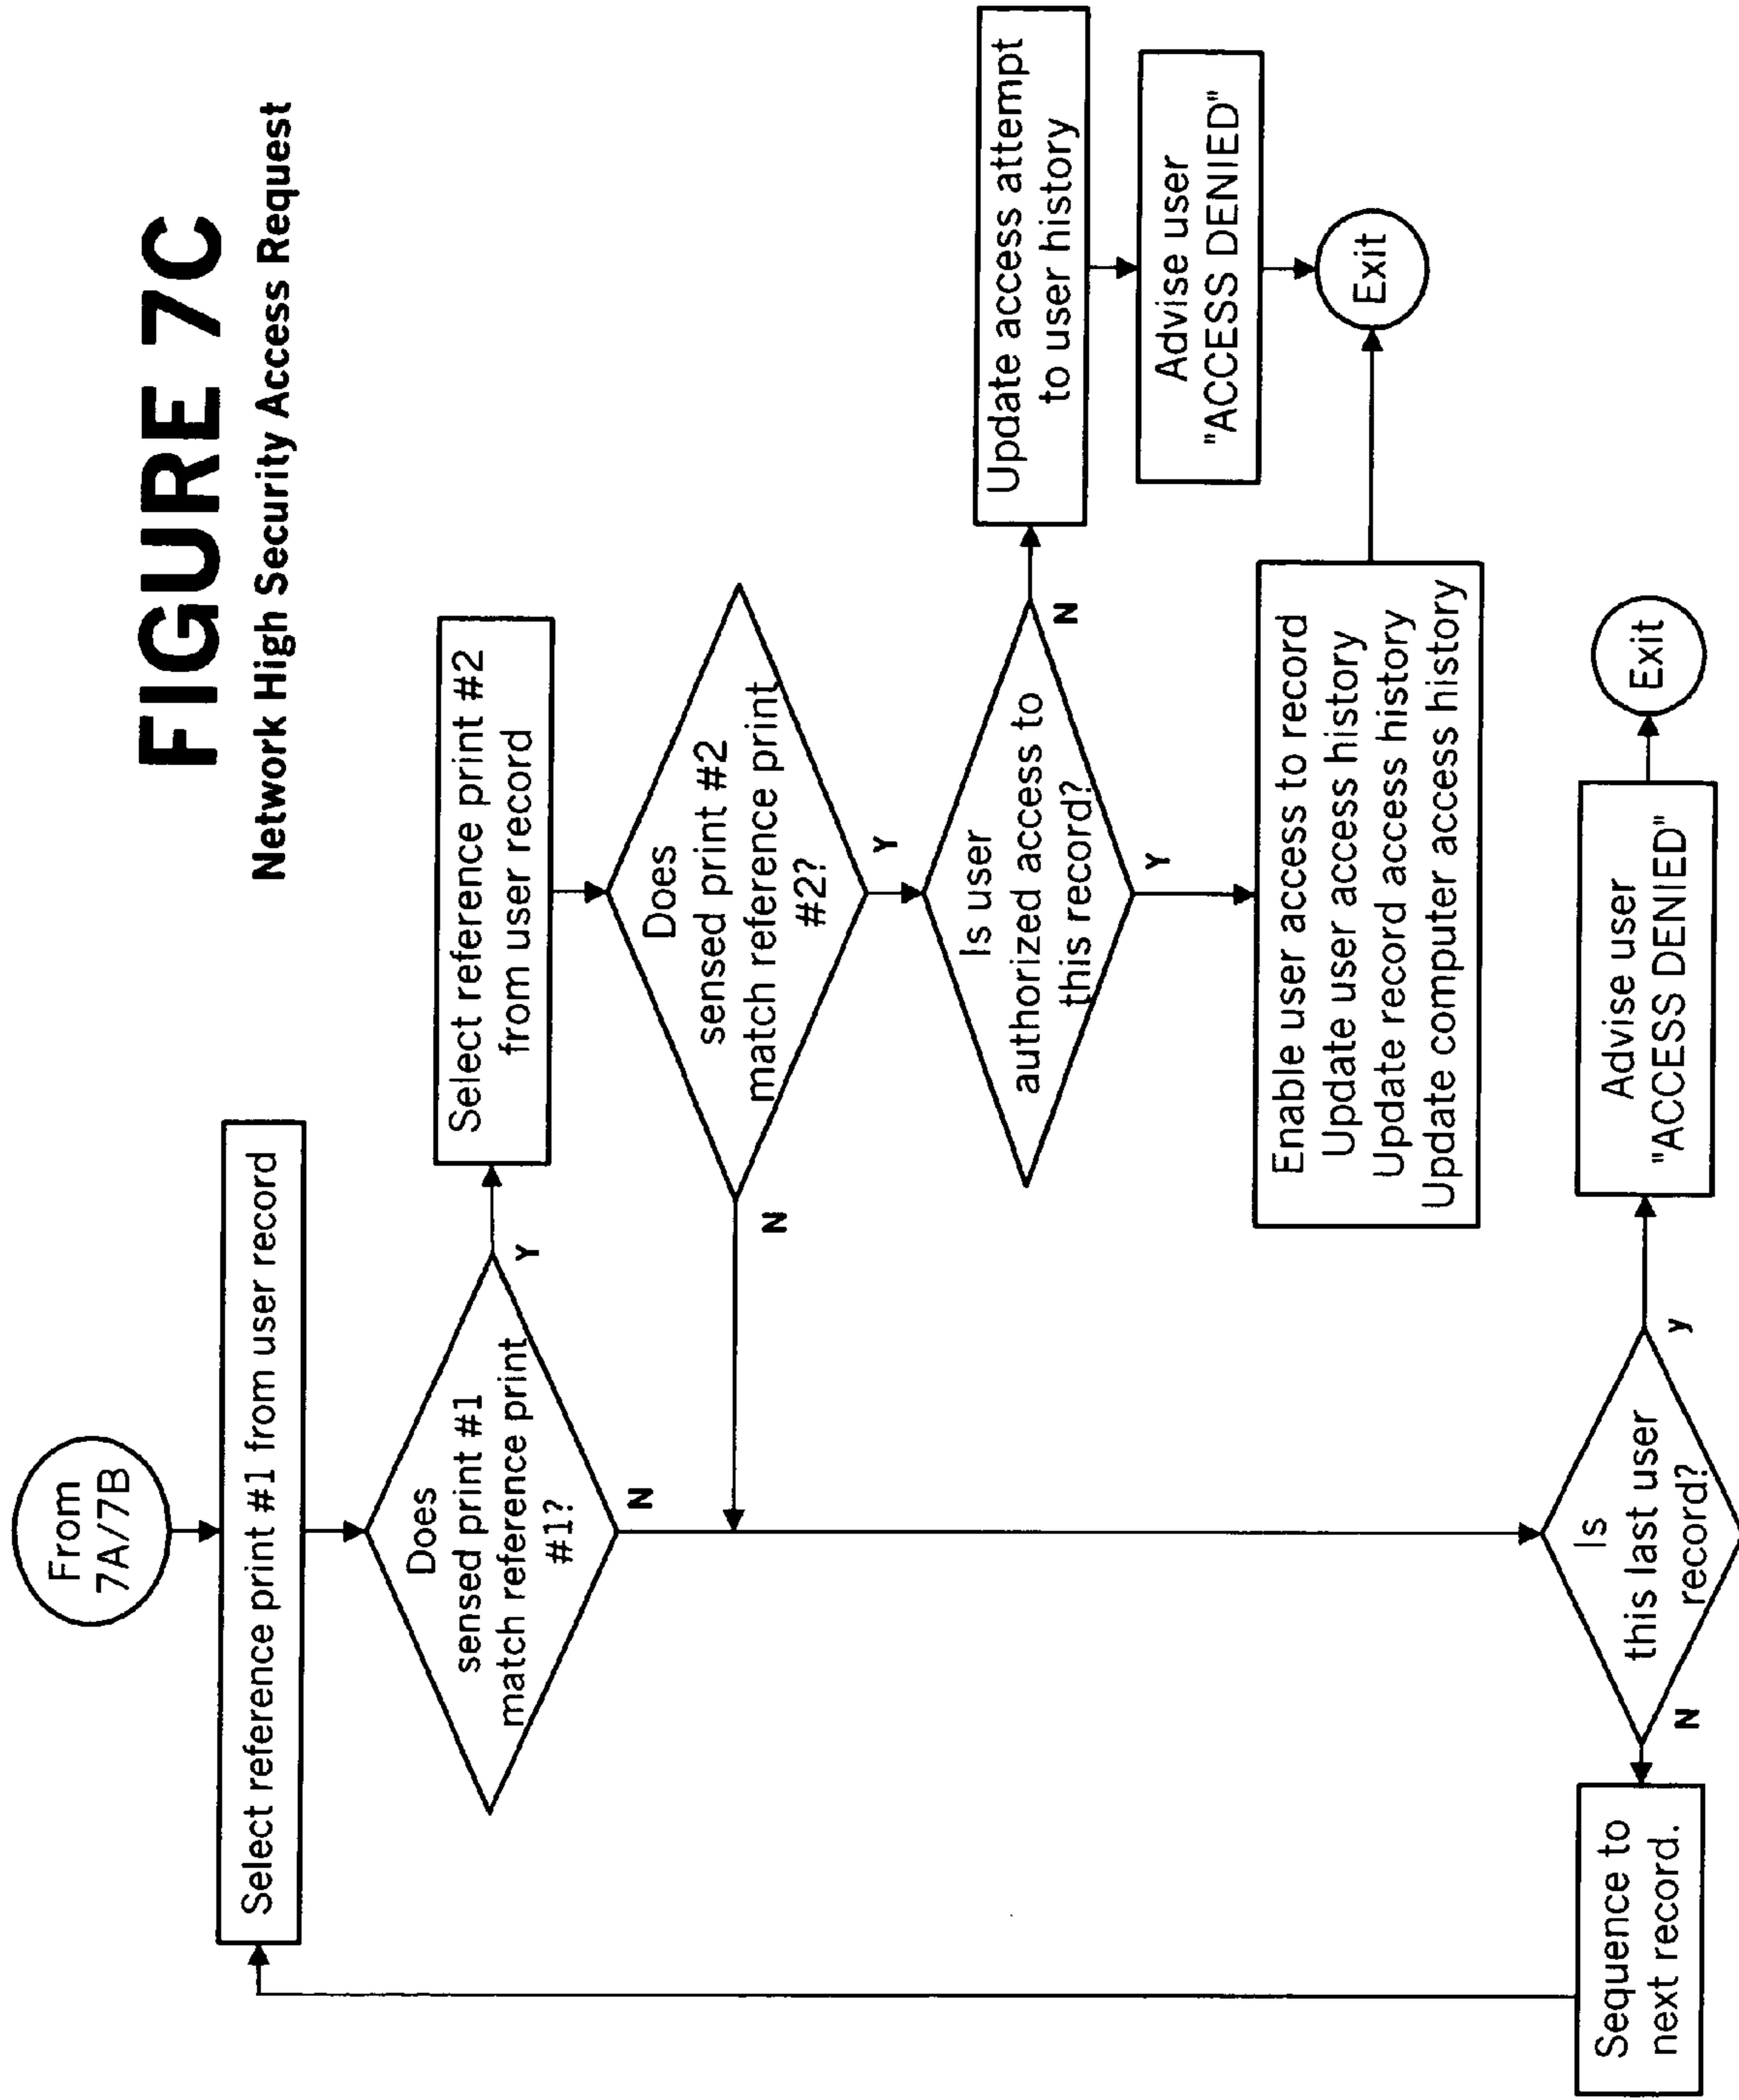 FIGURE 7C
Network High Security Access Request
From
7A/7B
Select reference print #1 from user record
Does
sensed print #1
match reference print
#1?
Y
N
Select reference print #2
from user record
Does
sensed print #2
match reference print
#2?
N
Y
Is user
authorized access to
this record?
N
Y
Update access attempt
to user history
Advise user
"ACCESS DENIED"
Exit
Enable user access to record
Update user access history
Update record access history
Update computer access history
Is
this last user
record?
N
y
Sequence to
next record.
Advise user
"ACCESS DENIED"
Exit